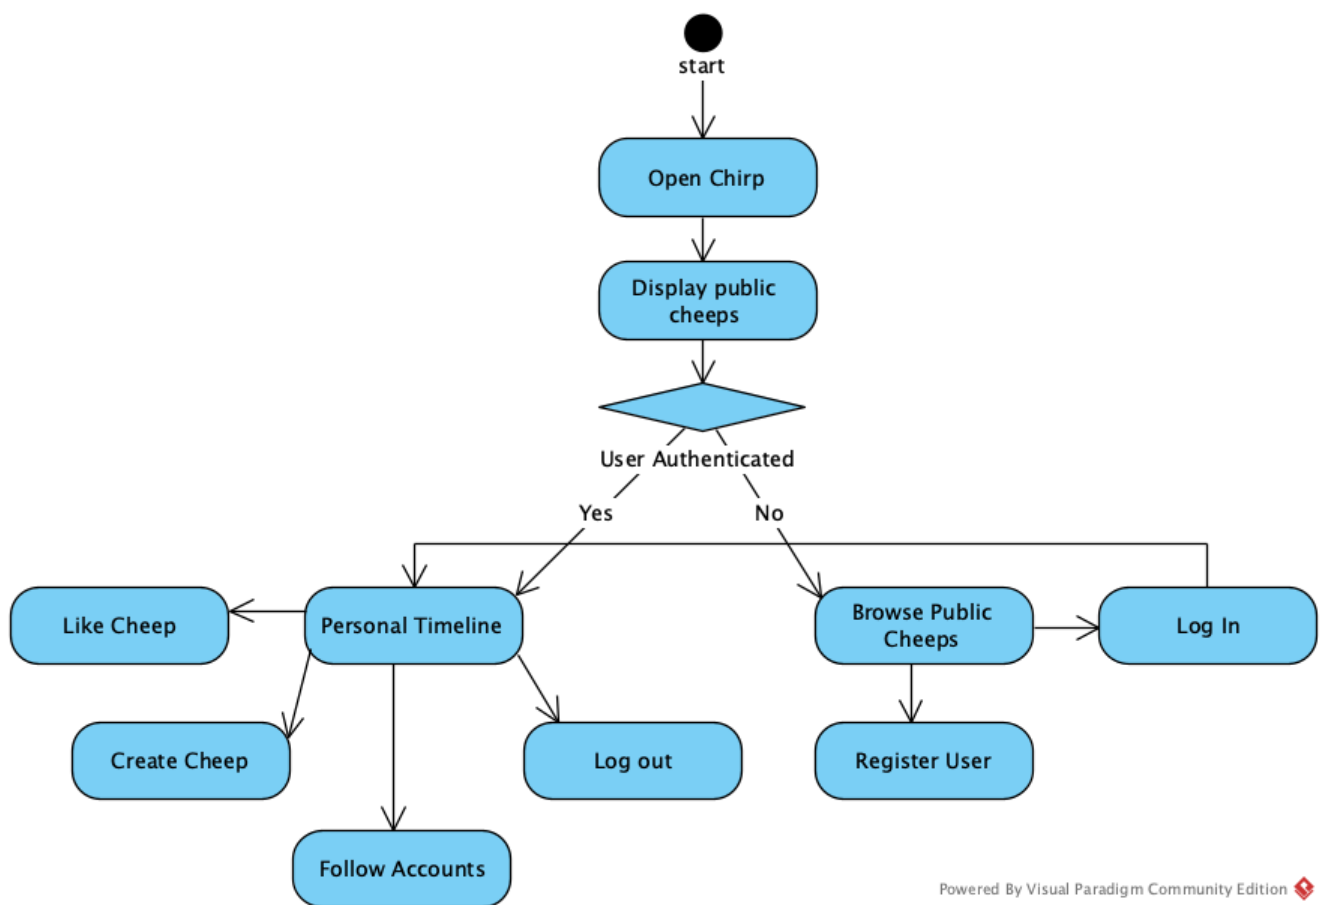 start
Open Chirp
Display public
cheeps
User Authenticated
Yes
No
Like Cheep
Personal Timeline
Browse Public
Cheeps
Log In
Create Cheep
Log out
Register User
Follow Accounts
Powered By Visual Paradigm Community Edition